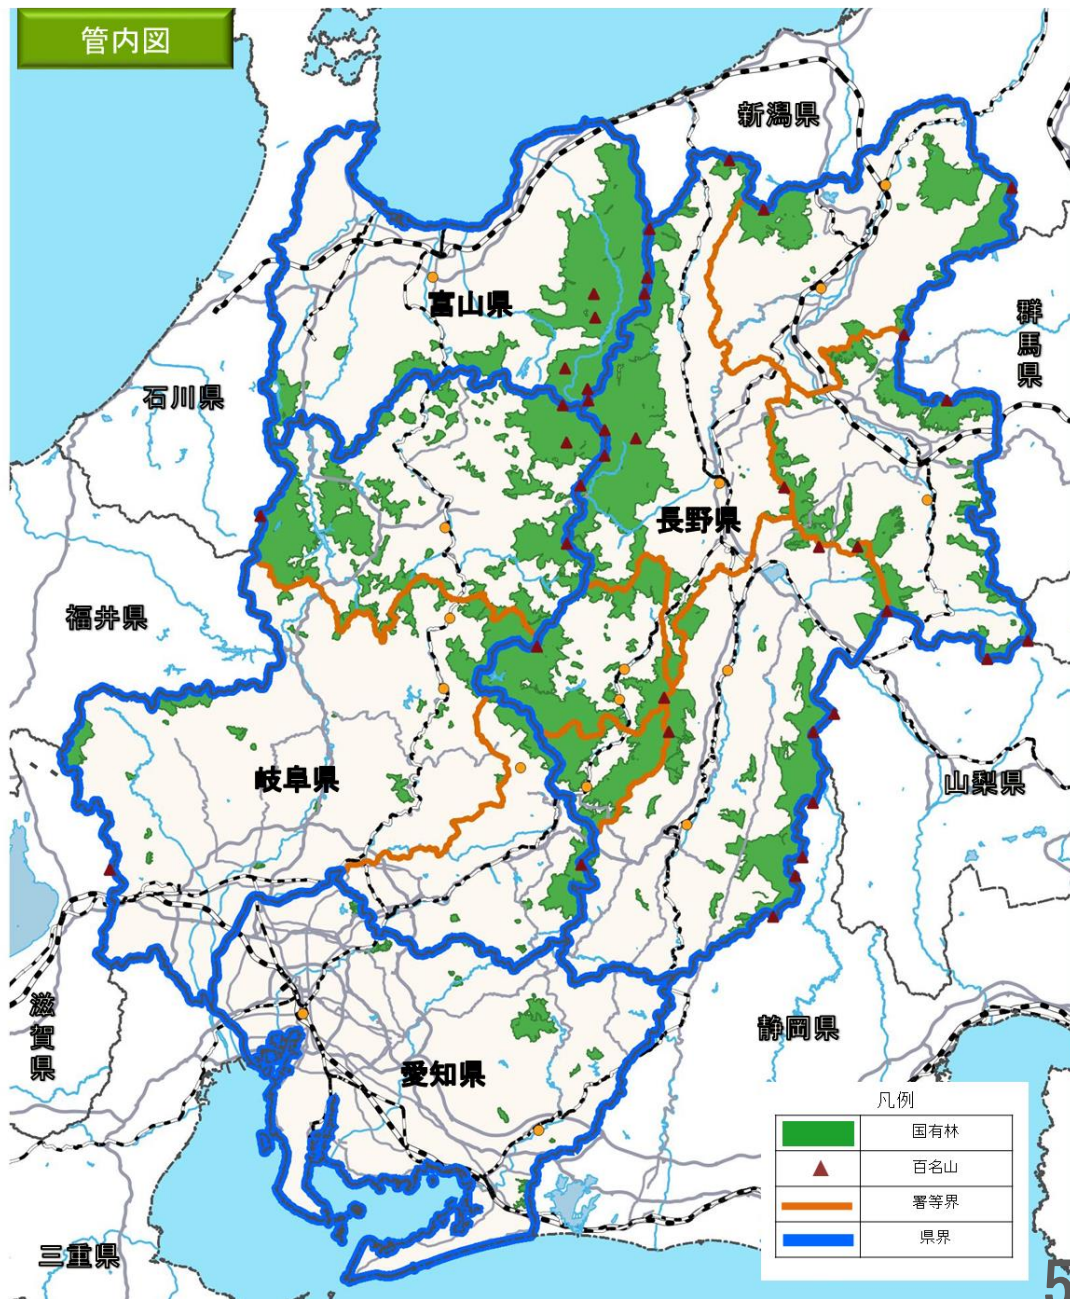 管内図
新潟県
富山県
群馬県
石川県
長野県
福井県
岐阜県
山梨県
滋賀県
静岡県
愛知県
三重県
凡例
国有林
百名山
署等界
県界
5